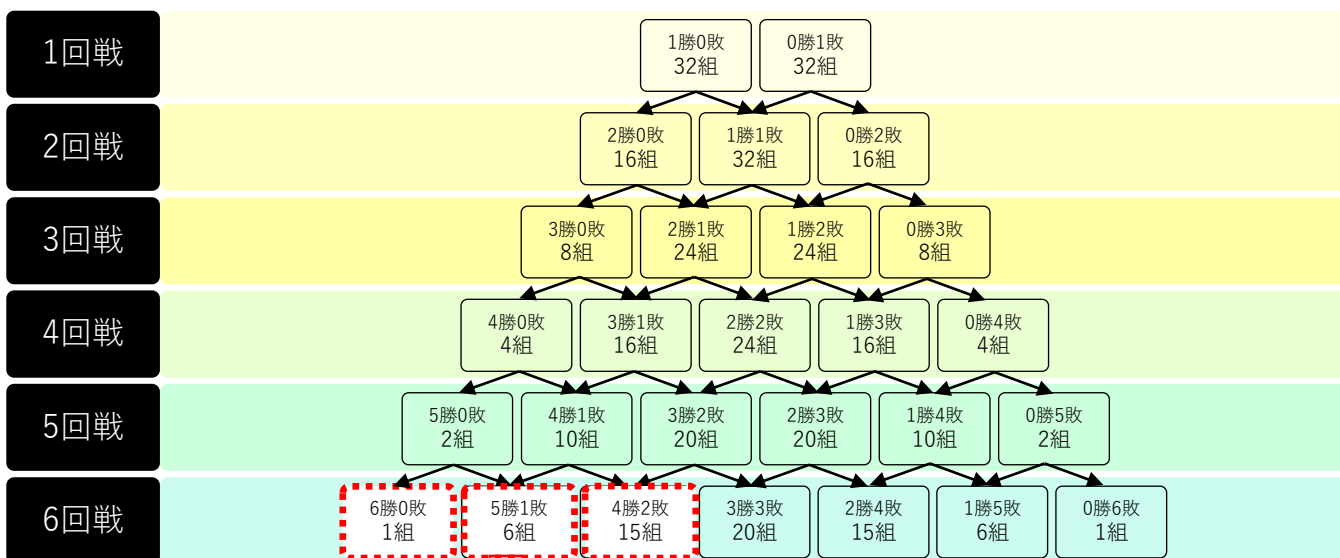 1回戦
1勝0敗
32組
0勝1敗
32組
2回戦
2勝0敗
16組
1勝1敗
32組
0勝2敗
16組
3回戦
3勝0敗
8組
2勝1敗
24組
1勝2敗
24組
0勝3敗
8組
4回戦
4勝0敗
4組
3勝1敗
16組
2勝2敗
24組
1勝3敗
16組
0勝4敗
4組
5回戦
5勝0敗
2組
4勝1敗
10組
3勝2敗
20組
2勝3敗
20組
1勝4敗
10組
0勝5敗
2組
6回戦
6勝0敗
1組
5勝1敗
6組
4勝2敗
15組
3勝3敗
20組
2勝4敗
15組
1勝5敗
6組
0勝6敗
1組